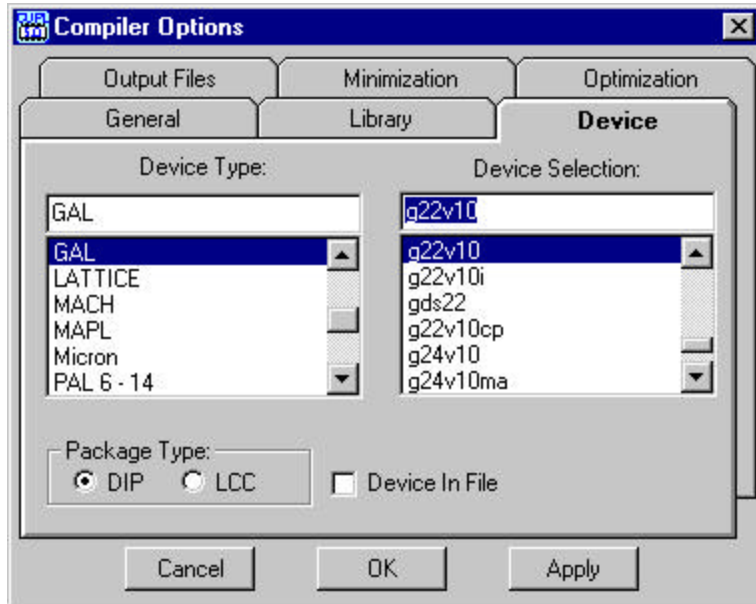 Compiler Options
Output Files Minimization Optimization
General Library Device
Device Type: Device Selection:
GAL g22v10
GAL g22v10
LATTICE g22v10i
MACH gds22
MAPL g22v10cp
Micron g24v10
PAL 6 - 14 g24v10ma
Package Type:
DIP LCC Device In File
Cancel OK Apply